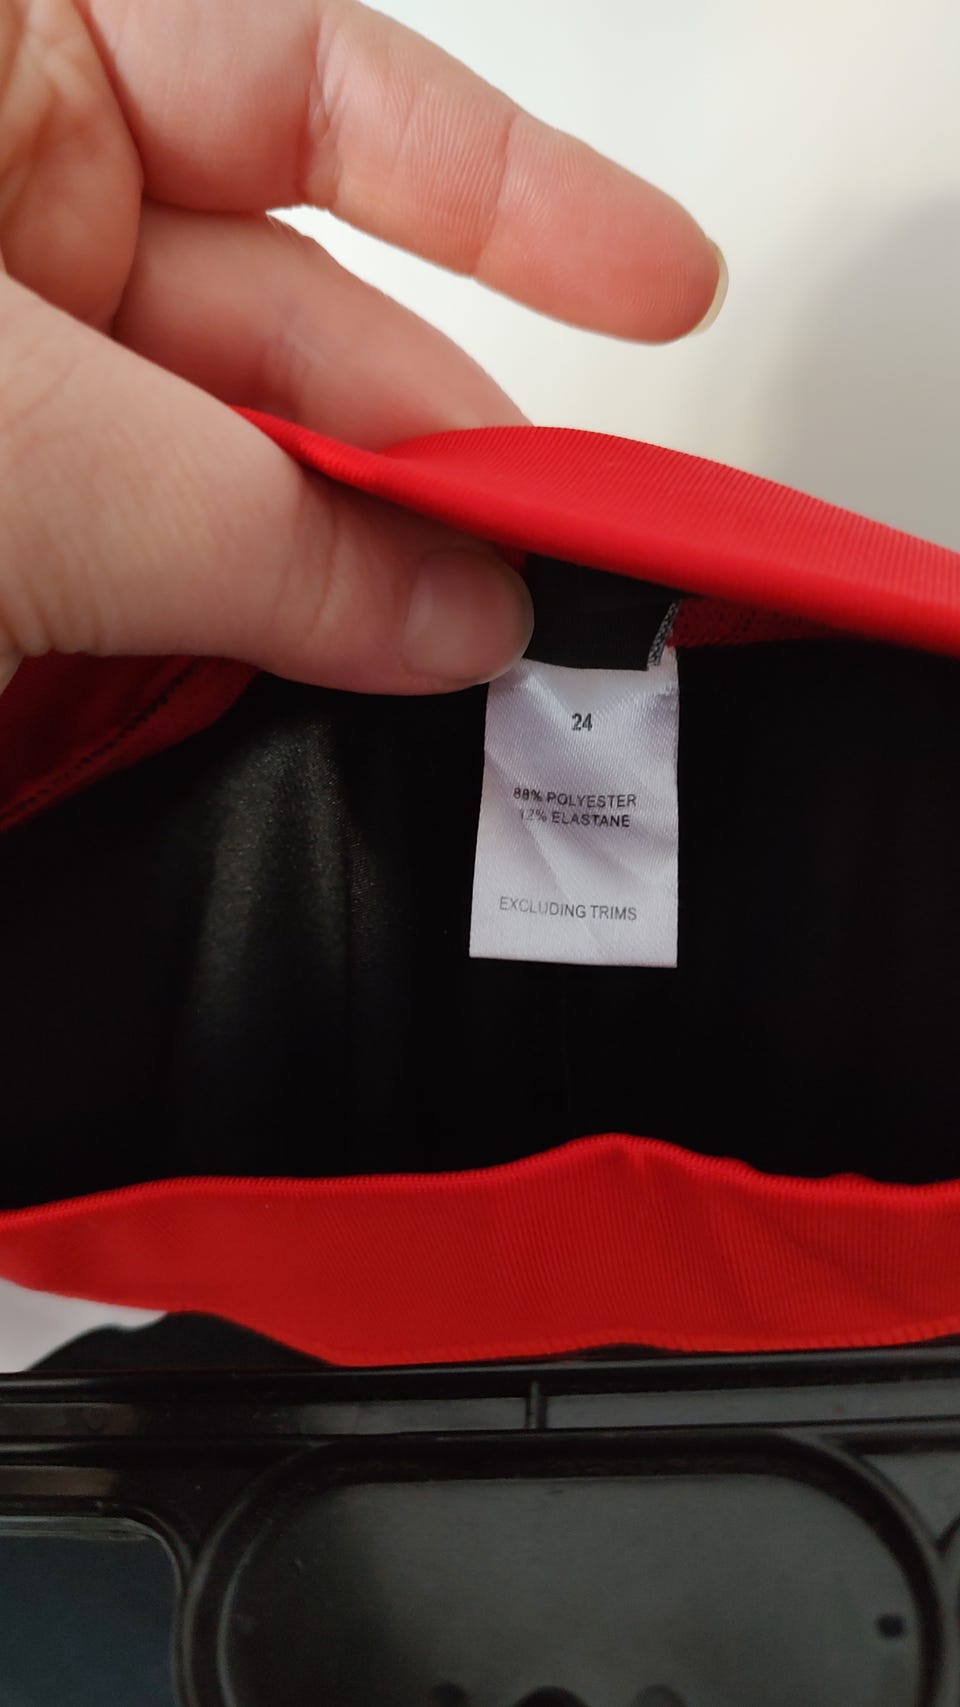 24
88% POLYESTER
12% ELASTANE
EXCLUDING TRIMS